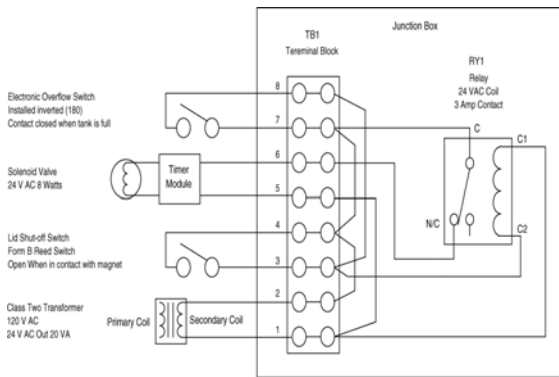 Junction Box
TB1
Tereminal Block
RY1
Relay
24 VAC Coil
3 Amp Contact
Electronic Overflow Switch
Installed inverted (180)
Contact closed when tank is full
8
7
C
C1
Solenoid Valve
24 V AC 8 Watts
Timer
Module
6
5
N/C
C2
Lid Shut-off Switch
Form B Reed Switch
Open When in contact with magnet
4
3
Class Two Transformer
120 V AC
24 V AC Out 20 VA
Primary Coil
Secondary Coil
2
1